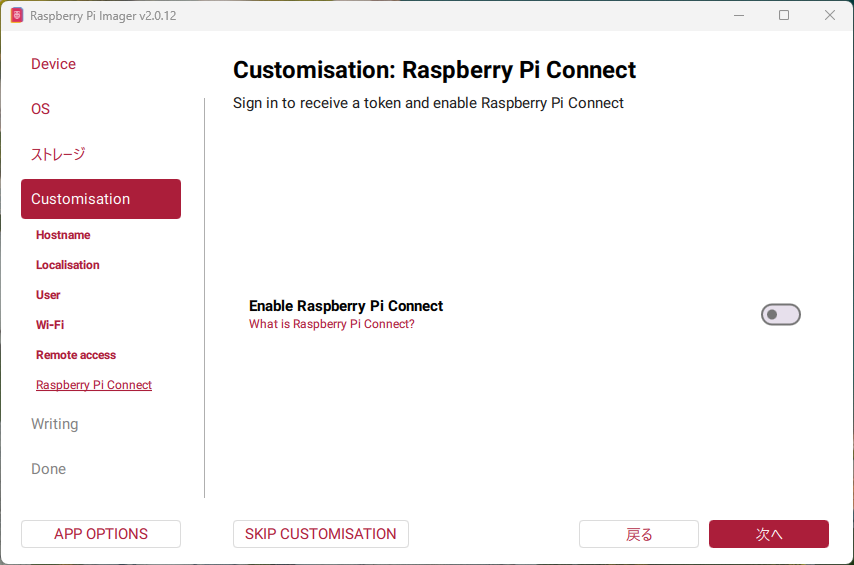 Raspberry Pi Imager v2.0.12
Device
OS
ストレージ
Customisation
Hostname
Localisation
User
Wi-Fi
Remote access
Raspberry Pi Connect
Writing
Done
APP OPTIONS
Customisation: Raspberry Pi Connect
Sign in to receive a token and enable Raspberry Pi Connect
Enable Raspberry Pi Connect
What is Raspberry Pi Connect?
SKIP CUSTOMISATION
戻る
次へ